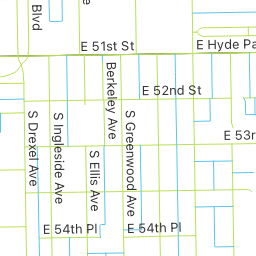 Blvd
E 51st St
E Hyde Pa
Berkeley Ave
E 52nd St
S Drexel Ave
S Ingleside Ave
S Ellis Ave
S Greenwood Ave
E 53r
E 54th Pl
E 54th Pl